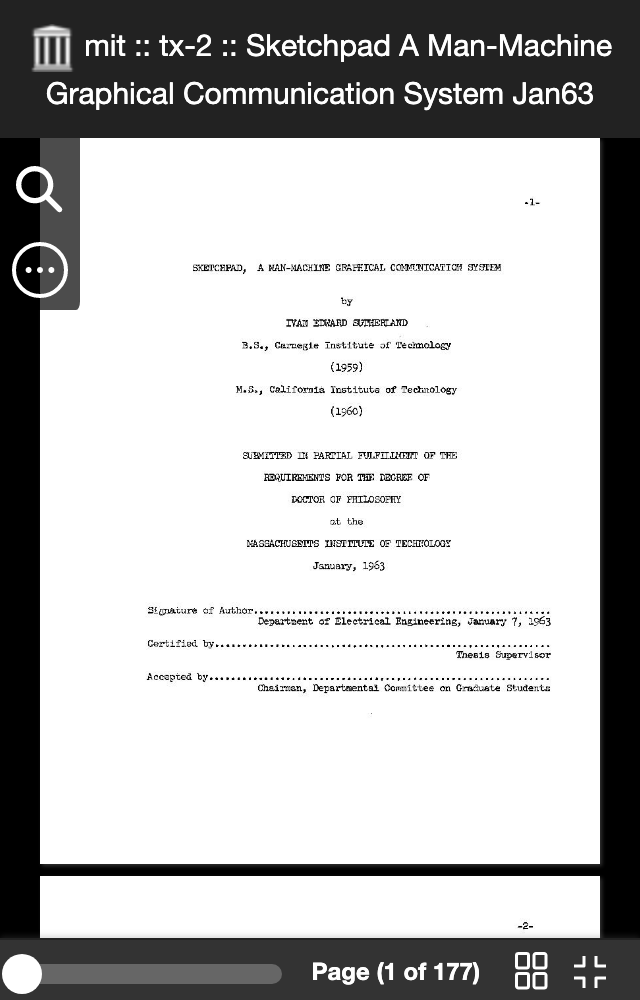 mit :: tx-2 :: Sketchpad A Man-Machine
Graphical Communication System Jan63
-1-
SKETCHPAD, A MAN-MACHINE GRAPHICAL COMMUNICATION SYSTEM
by
IVAN EDWARD SUTHERLAND
B.S., Carnegie Institute of Technology
(1959)
M.S., California Institute of Technology
(1960)
SUBMITTED IN PARTIAL FULFILLMENT OF THE
REQUIREMENTS FOR THE DEGREE OF
DOCTOR OF PHILOSOPHY
at the
MASSACHUSETTS INSTITUTE OF TECHNOLOGY
January, 1963
Signature of Author......................................................
Department of Electrical Engineering, January 7, 1963
Certified by.............................................................
Thesis Supervisor
Accepted by..............................................................
Chairman, Departmental Committee on Graduate Students
-2-
Page (1 of 177)